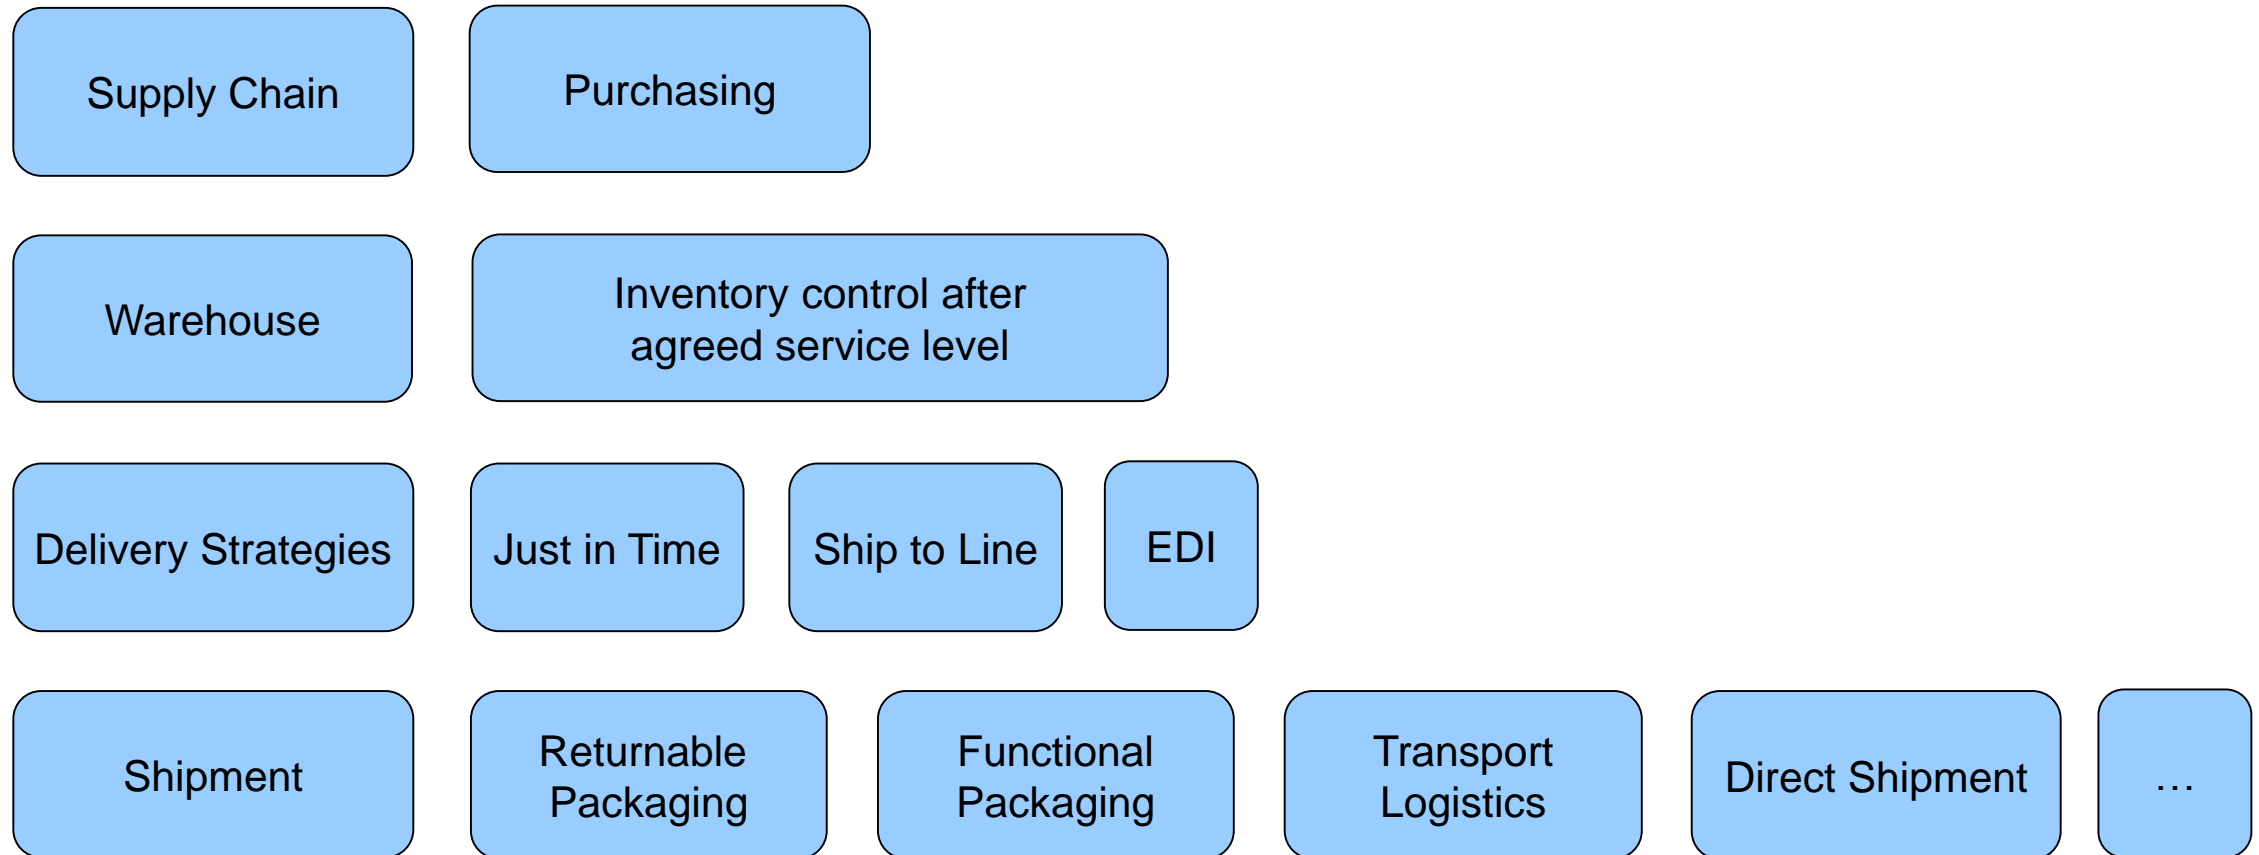 Supply Chain
Purchasing
Warehouse
Inventory control after
agreed service level
Delivery Strategies
Just in Time
Ship to Line
EDI
Shipment
Returnable
Packaging
Functional
Packaging
Transport
Logistics
Direct Shipment
…